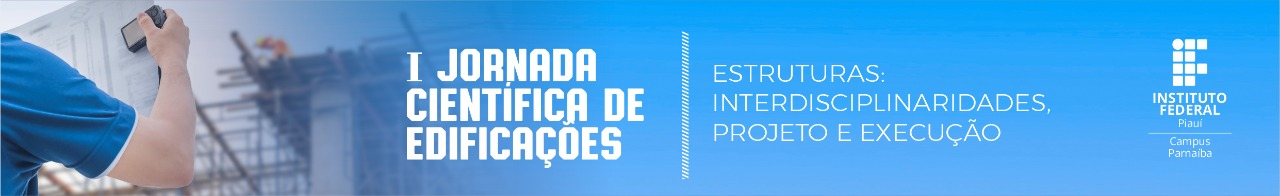 I JORNADA
CIENTÍFICA DE
EDIFICAÇÕES
ESTRUTURAS:
INTERDISCIPLINARIDADES,
PROJETO E EXECUÇÃO
INSTITUTO
FEDERAL
Piauí
Campus
Parnaíba